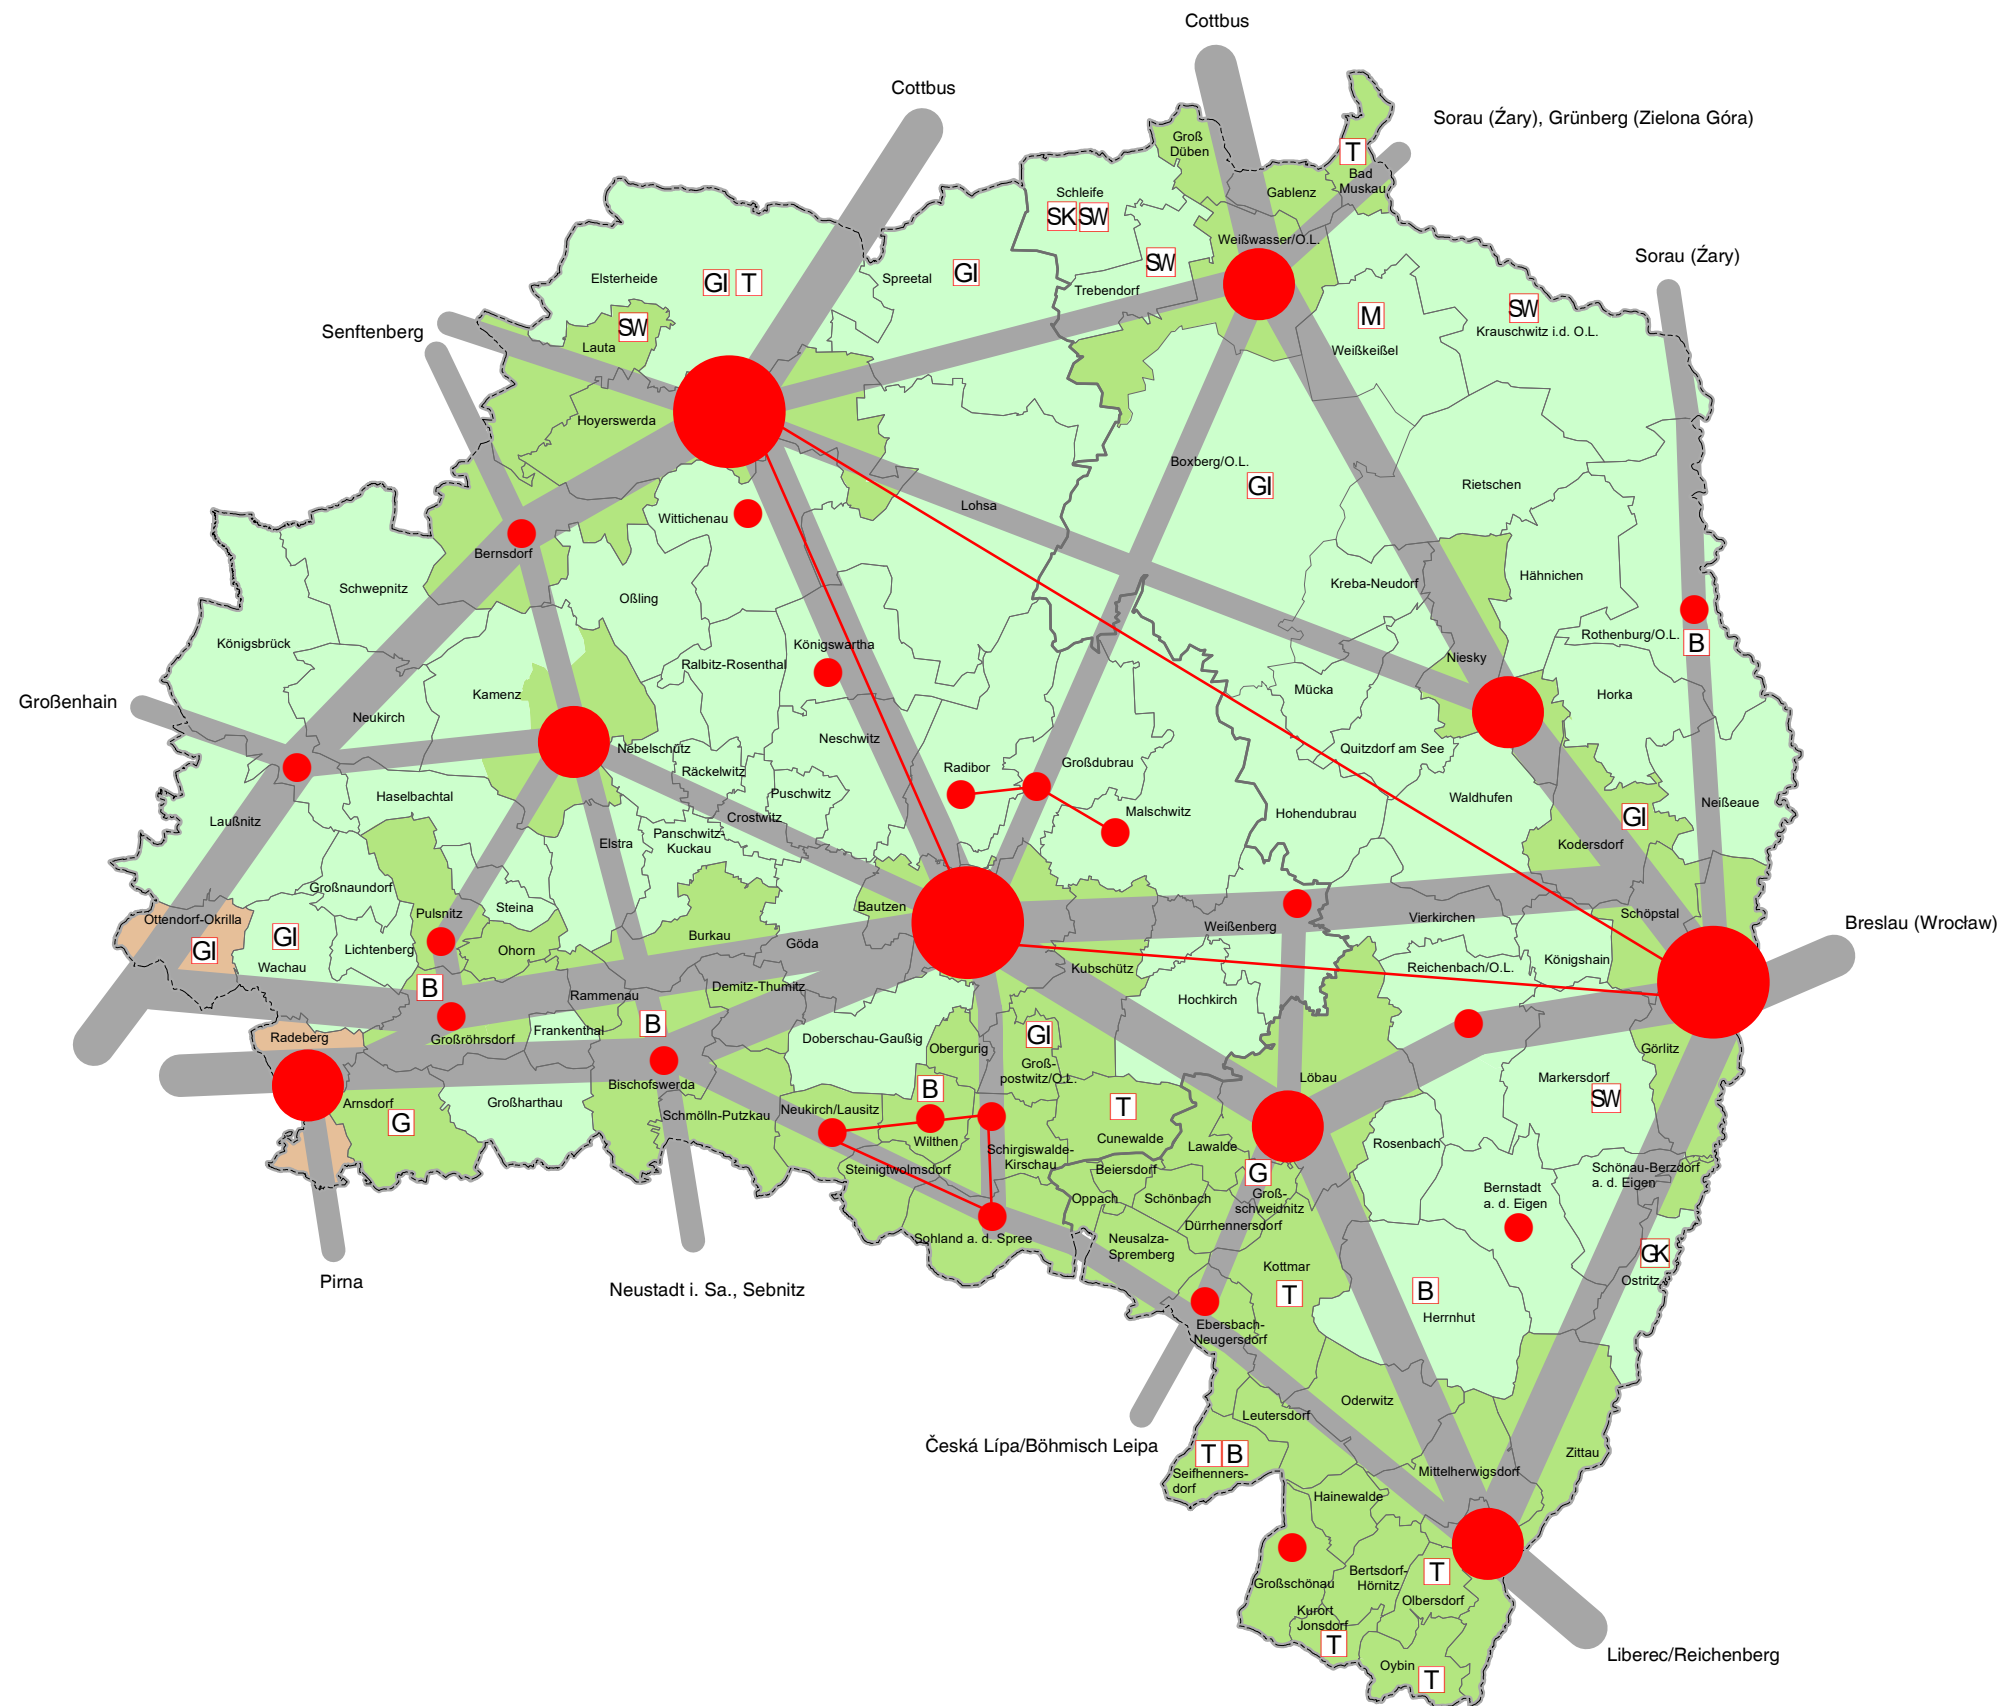 Cottbus
Cottbus
Sorau (Źary), Grünberg (Zielona Góra)
Groß
Düben
T
Bad
Muskau
Gablenz
Schleife
SK SW
Weißwasser/O.L.
Sorau (Źary)
SW
Trebendorf
Elsterheide
GI T
Spreetal
GI
M
Weißkeißel
SW
Krauschwitz i.d. O.L.
Senftenberg
SW
Lauta
Hoyerswerda
Boxberg/O.L.
GI
Rietschen
Lohsa
Wittichenau
Bernsdorf
Schwepnitz
Oßling
Kreba-Neudorf
Hähnichen
Königsbrück
Königswartha
Ralbitz-Rosenthal
Rothenburg/O.L.
B
Niesky
Großenhain
Kamenz
Neukirch
Mücka
Horka
Nebelschütz
Neschwitz
Quitzdorf am See
Räckelwitz
Radibor
Großdubrau
Puschwitz
Haselbachtal
Laußnitz
Crostwitz
Malschwitz
Hohendubrau
Waldhufen
Neißeaue
GI
Kodersdorf
Panschwitz-
Kuckau
Elstra
Großnaundorf
Steina
Ottendorf-Okrilla
GI
GI
Wachau
Pulsnitz
Lichtenberg
Ohorn
Burkau
Göda
Bautzen
Weißenberg
Vierkirchen
Schöpstal
Breslau (Wrocław)
Königshain
Reichenbach/O.L.
Kubschütz
Hochkirch
B
Rammenau
Demitz-Thumitz
Radeberg
Großröhrsdorf
Frankenthal
B
Doberschau-Gaußig
Obergurig
GI
Groß-
postwitz/O.L.
Görlitz
Löbau
Markersdorf
SW
Bischofswerda
Arnsdorf
G
Großharthau
Schmölln-Putzkau
Neukirch/Lausitz
B
Wilthen
T
Cunewalde
Lawalde
Rosenbach
Schirgiswalde-
Kirschau
Steinigtwolmsdorf
Beiersdorf
G
Groß-
schweidnitz
Schönau-Berzdorf
a. d. Eigen
Bernstadt
a. d. Eigen
Oppach
Schönbach
Dürrhennersdorf
Sohland a. d. Spree
Neusalza-
Spremberg
Kottmar
T
GK
Ostritz
B
Herrnhut
Pirna
Neustadt i. Sa., Sebnitz
Ebersbach-
Neugersdorf
Oderwitz
Leutersdorf
Česká Lípa/Böhmisch Leipa
T B
Seifhenners-
dorf
Zittau
Mittelherwigsdorf
Hainewalde
Großschönau
Bertsdorf-
Hörnitz
T
Olbersdorf
Kurort
Jonsdorf
T
Oybin
T
Liberec/Reichenberg